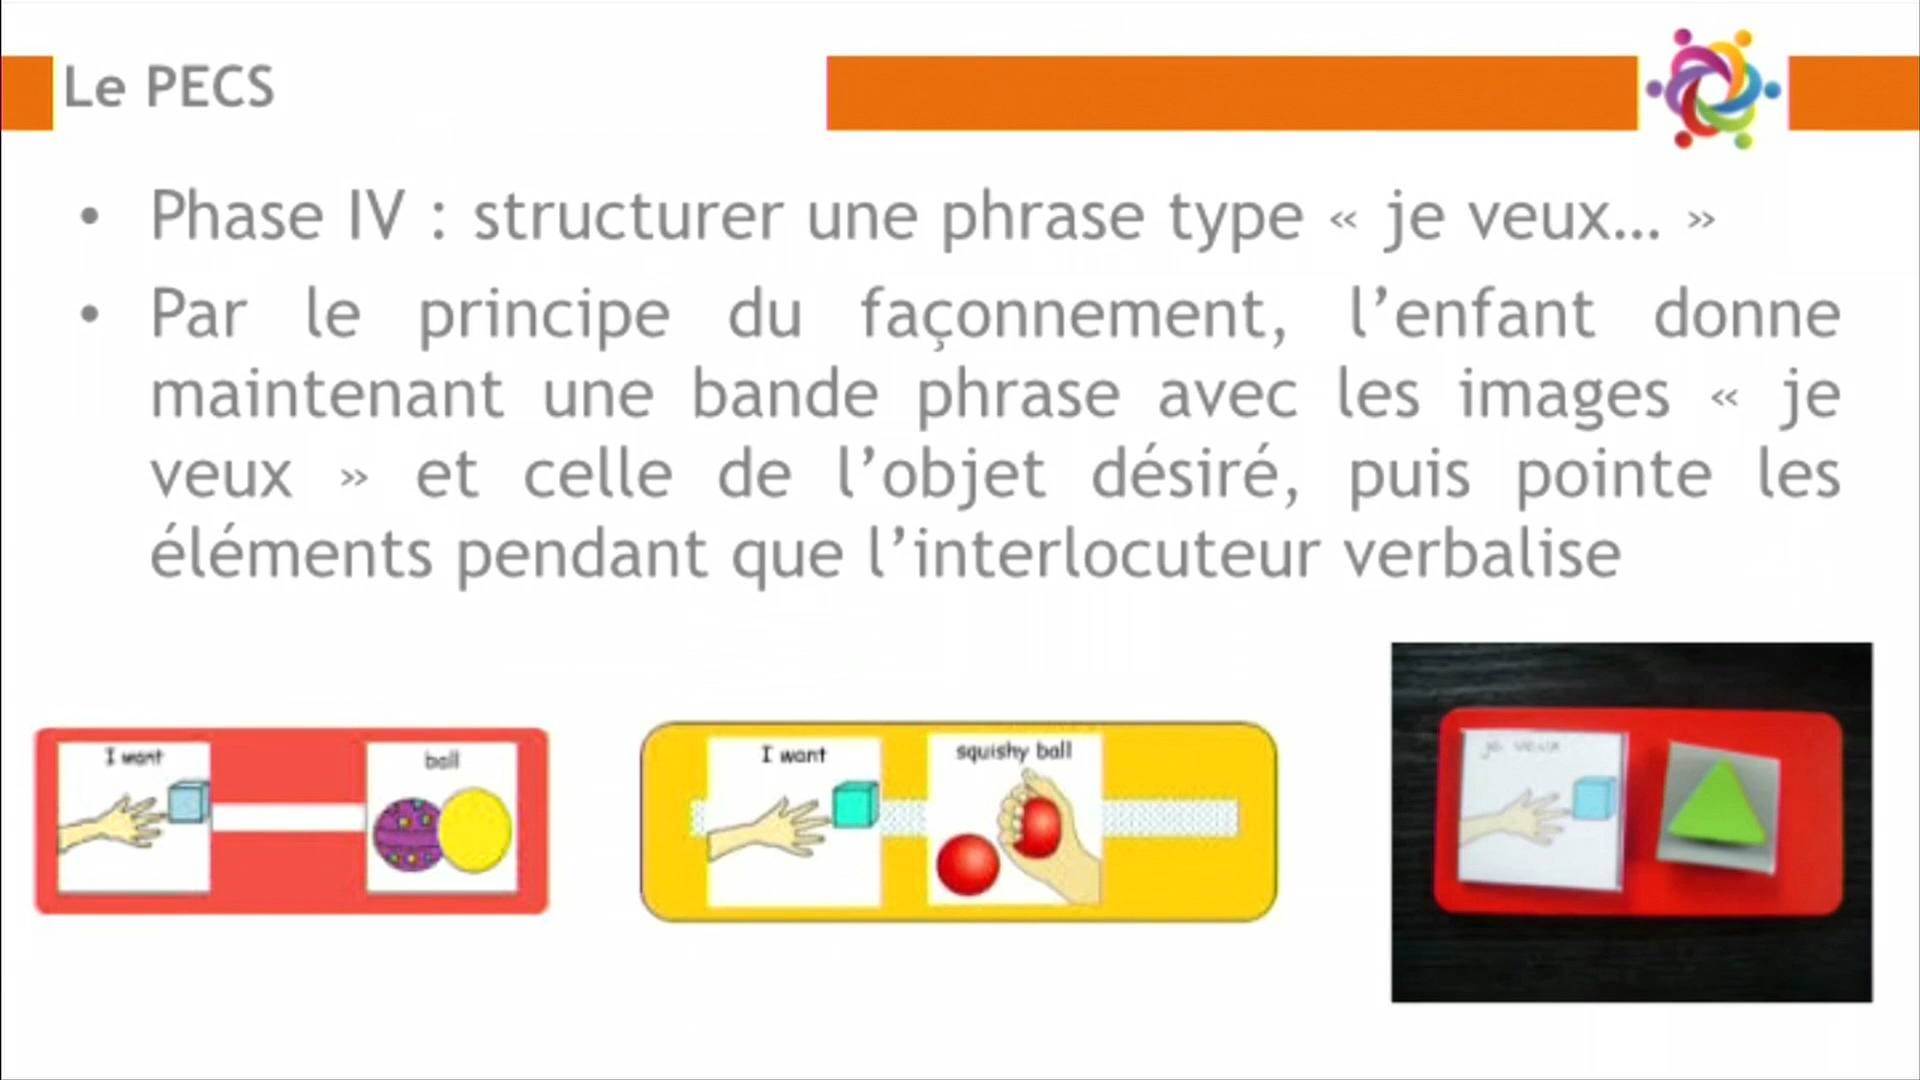 Le PECS
• Phase IV : structurer une phrase type « je veux... »
• Par le principe du façonnement, l’enfant donne
maintenant une bande phrase avec les images « je
veux » et celle de l’objet désiré, puis pointe les
éléments pendant que l’interlocuteur verbalise
I want
ball
I want
squishy ball
je veux